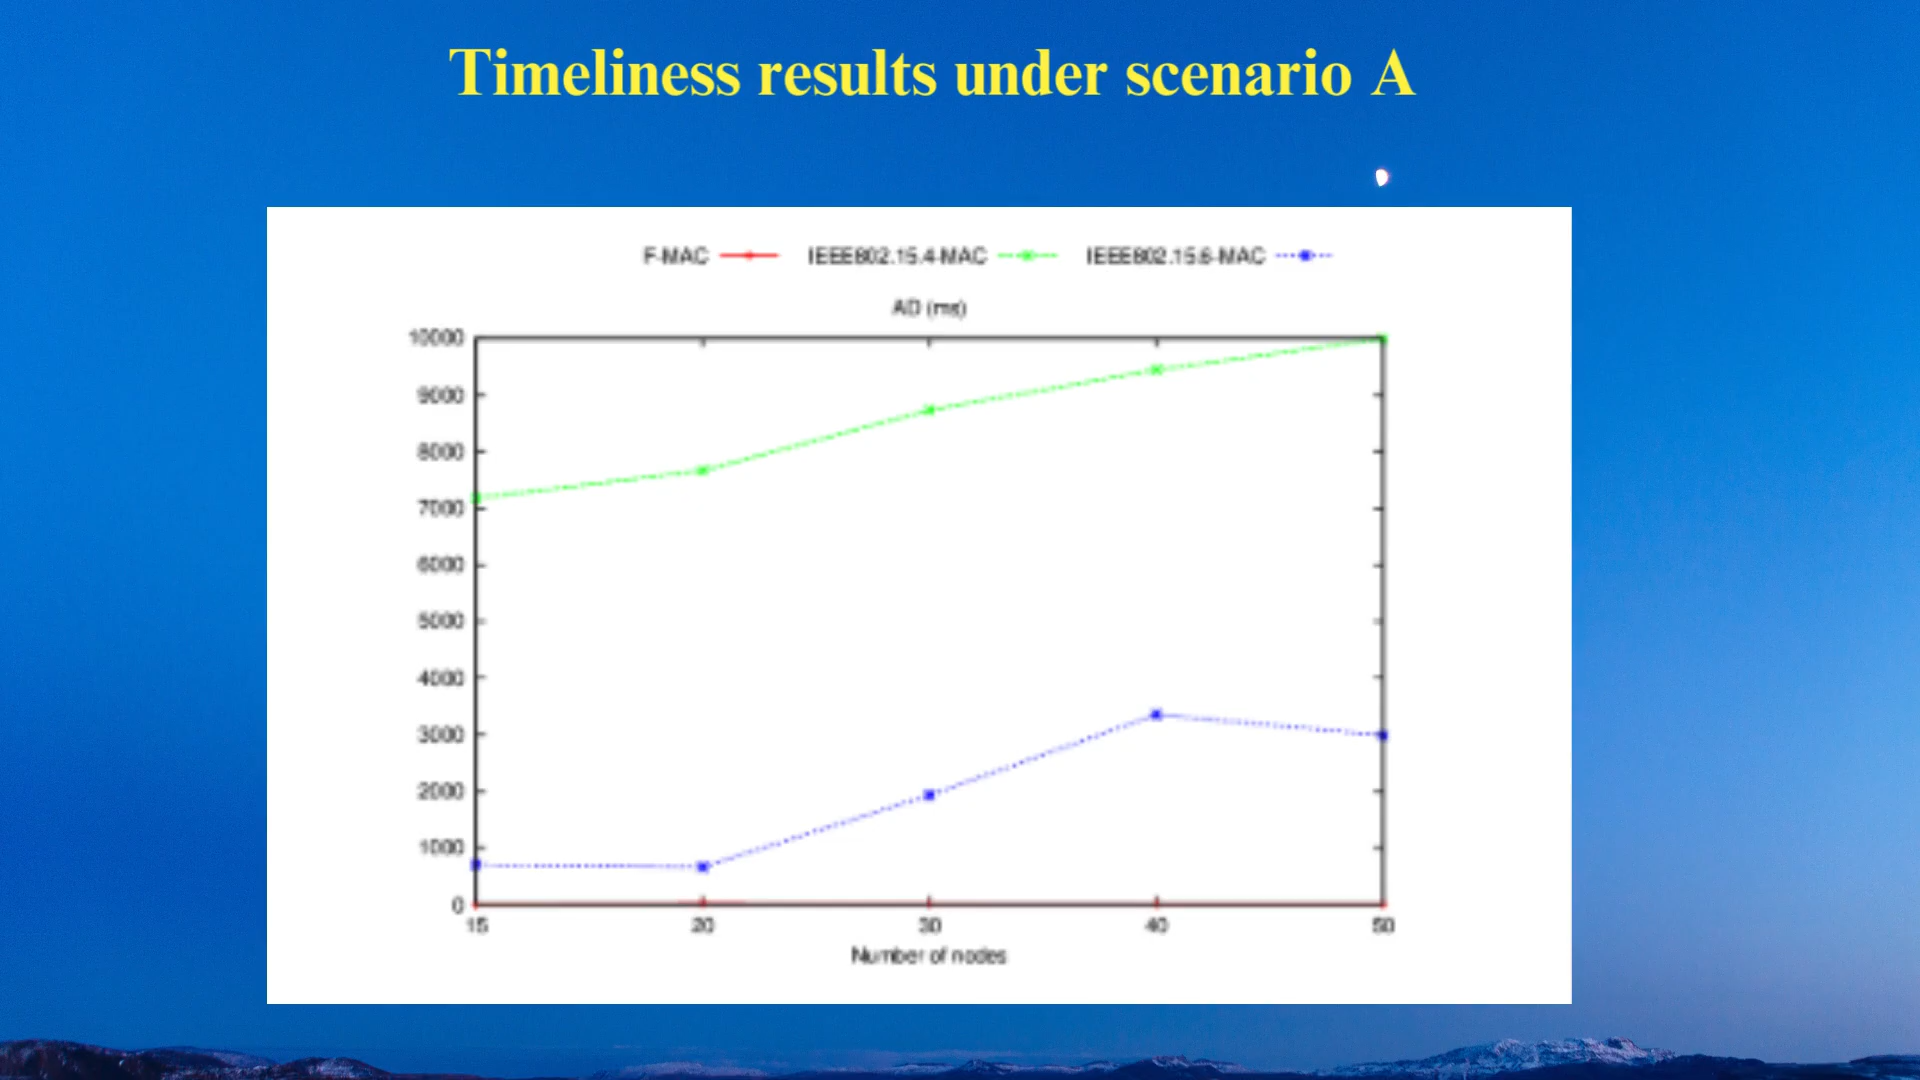 Timeliness results under scenario A
F-MAC IEEE802.15.4-MAC IEEE802.15.6-MAC
AD (ms)
10000
9000
8000
7000
6000
5000
4000
3000
2000
1000
0
15 20 30 40 50
Number of nodes